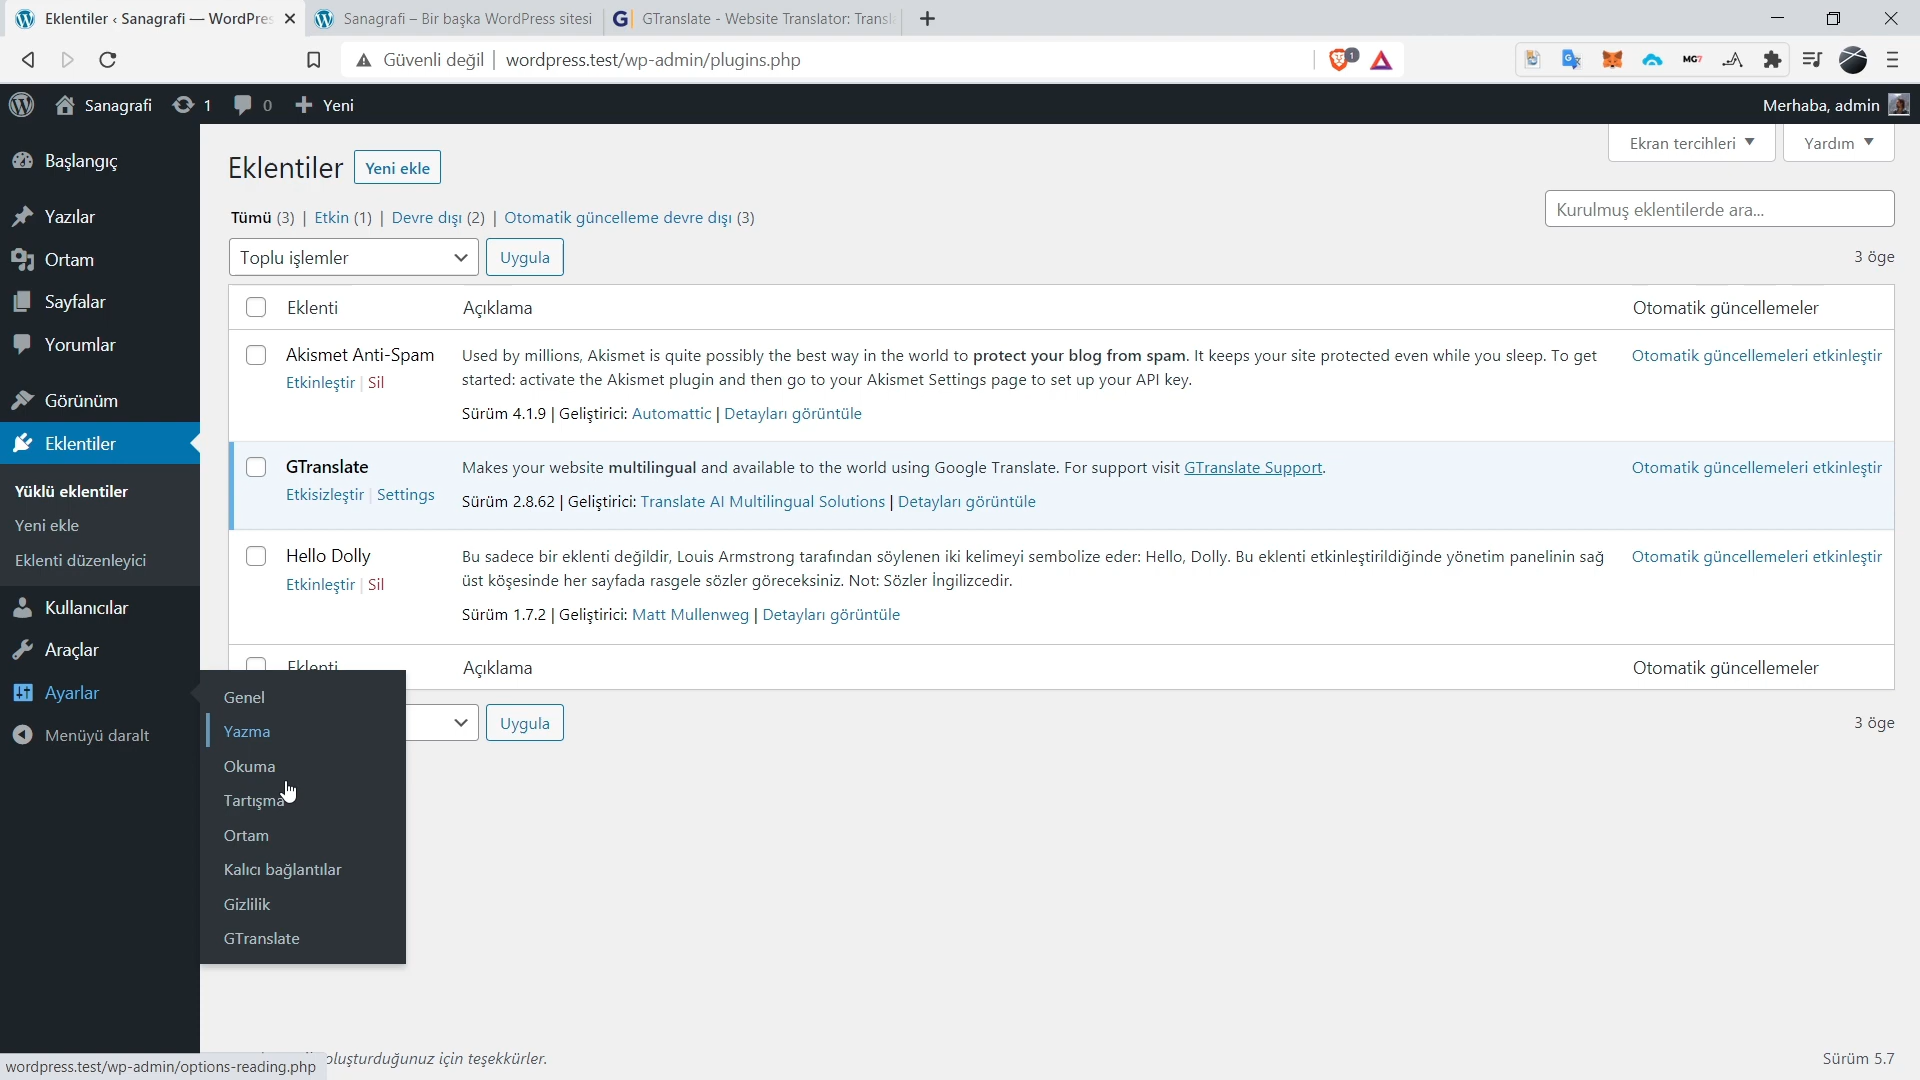 Eklentiler ‹ Sanagrafi — WordPres
Sanagrafi – Bir başka WordPress sitesi
GTranslate - Website Translator: Transl
Güvenli değil
wordpress.test/wp-admin/plugins.php
1
MG7
Sanagrafi
1
0
Yeni
Merhaba, admin
Başlangıç
Yazılar
Ortam
Sayfalar
Yorumlar
Görünüm
Eklentiler
Yüklü eklentiler
Yeni ekle
Eklenti düzenleyici
Kullanıcılar
Araçlar
Ayarlar
Menüyü daralt
Genel
Yazma
Okuma
Tartışma
Ortam
Kalıcı bağlantılar
Gizlilik
GTranslate
Ekran tercihleri
Yardım
Eklentiler
Yeni ekle
Tümü (3) | Etkin (1) | Devre dışı (2) | Otomatik güncelleme devre dışı (3)
Kurulmuş eklentilerde ara...
Toplu işlemler
Uygula
3 öge
Eklenti
Açıklama
Otomatik güncellemeler
Akismet Anti-Spam
Etkinleştir | Sil
Used by millions, Akismet is quite possibly the best way in the world to protect your blog from spam. It keeps your site protected even while you sleep. To get
started: activate the Akismet plugin and then go to your Akismet Settings page to set up your API key.
Sürüm 4.1.9 | Geliştirici: Automattic | Detayları görüntüle
Otomatik güncellemeleri etkinleştir
GTranslate
Etkisizleştir | Settings
Makes your website multilingual and available to the world using Google Translate. For support visit GTranslate Support.
Sürüm 2.8.62 | Geliştirici: Translate AI Multilingual Solutions | Detayları görüntüle
Otomatik güncellemeleri etkinleştir
Hello Dolly
Etkinleştir | Sil
Bu sadece bir eklenti değildir, Louis Armstrong tarafından söylenen iki kelimeyi sembolize eder: Hello, Dolly. Bu eklenti etkinleştirildiğinde yönetim panelinin sağ
üst köşesinde her sayfada rasgele sözler göreceksiniz. Not: Sözler İngilizcedir.
Sürüm 1.7.2 | Geliştirici: Matt Mullenweg | Detayları görüntüle
Otomatik güncellemeleri etkinleştir
Eklenti
Açıklama
Otomatik güncellemeler
Uygula
3 öge
oluşturduğunuz için teşekkürler.
Sürüm 5.7
wordpress.test/wp-admin/options-reading.php